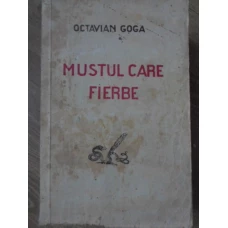 OCTAVIAN GOGA
MUSTUL CARE
FIERBE